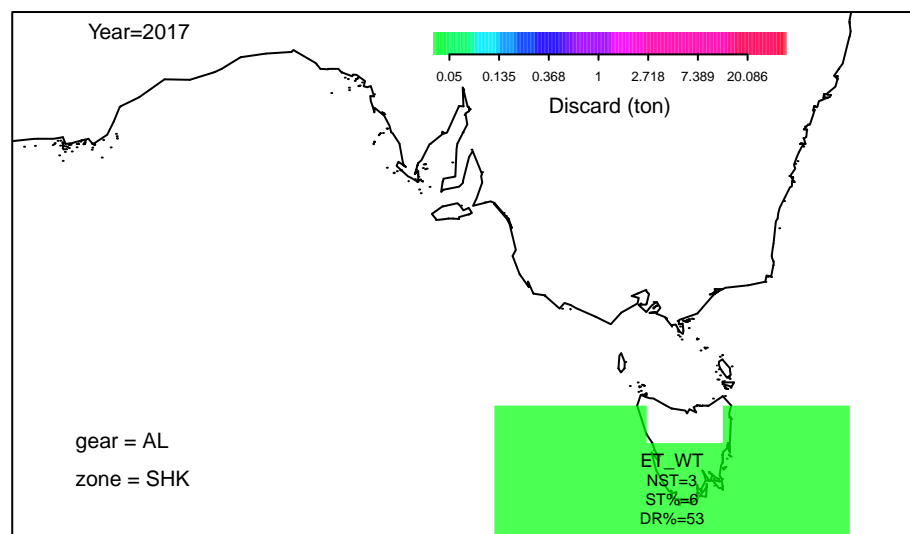 Year=2017
0.05 0.135 0.368 1 2.718 7.389 20.086
Discard (ton)
gear = AL
zone = SHK
ET_WT
NST=3
ST%=6
DR%=53